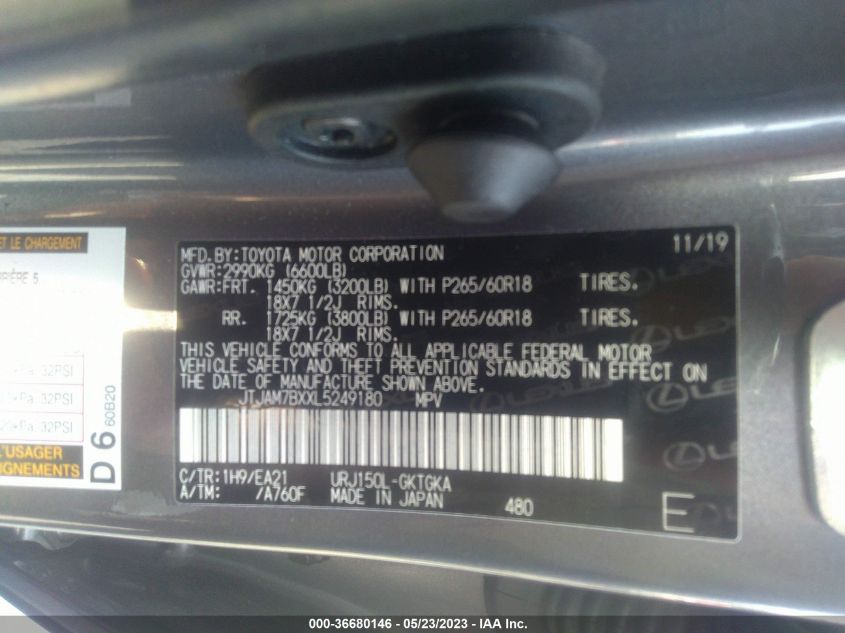 ET LE CHARGEMENT
5
32PSI
32PSI
32PSI
L'USAGER
D 6
60B20
MFD.BY:TOYOTA MOTOR CORPORATION 11/19
GVWR:2990KG (6600LB)
GAWR:FRT. 1450KG (3200LB) WITH P265/60R18 TIRES.
18X7 1/2J RIMS.
RR. 1725KG (3800LB) WITH P265/60R18 TIRES.
18X7 1/2J RIMS.
THIS VEHICLE CONFORMS TO ALL APPLICABLE FEDERAL MOTOR
VEHICLE SAFETY AND THEFT PREVENTION STANDARDS IN EFFECT ON
THE DATE OF MANUFACTURE SHOWN ABOVE.
JTJAM7BXXL5249180 MPV
C/TR:1H9/EA21 URJ150L-GKTGKA
A/TM: /A760F MADE IN JAPAN 480
E
LEXUS
000-36680146 - 05/23/2023 - IAA Inc.